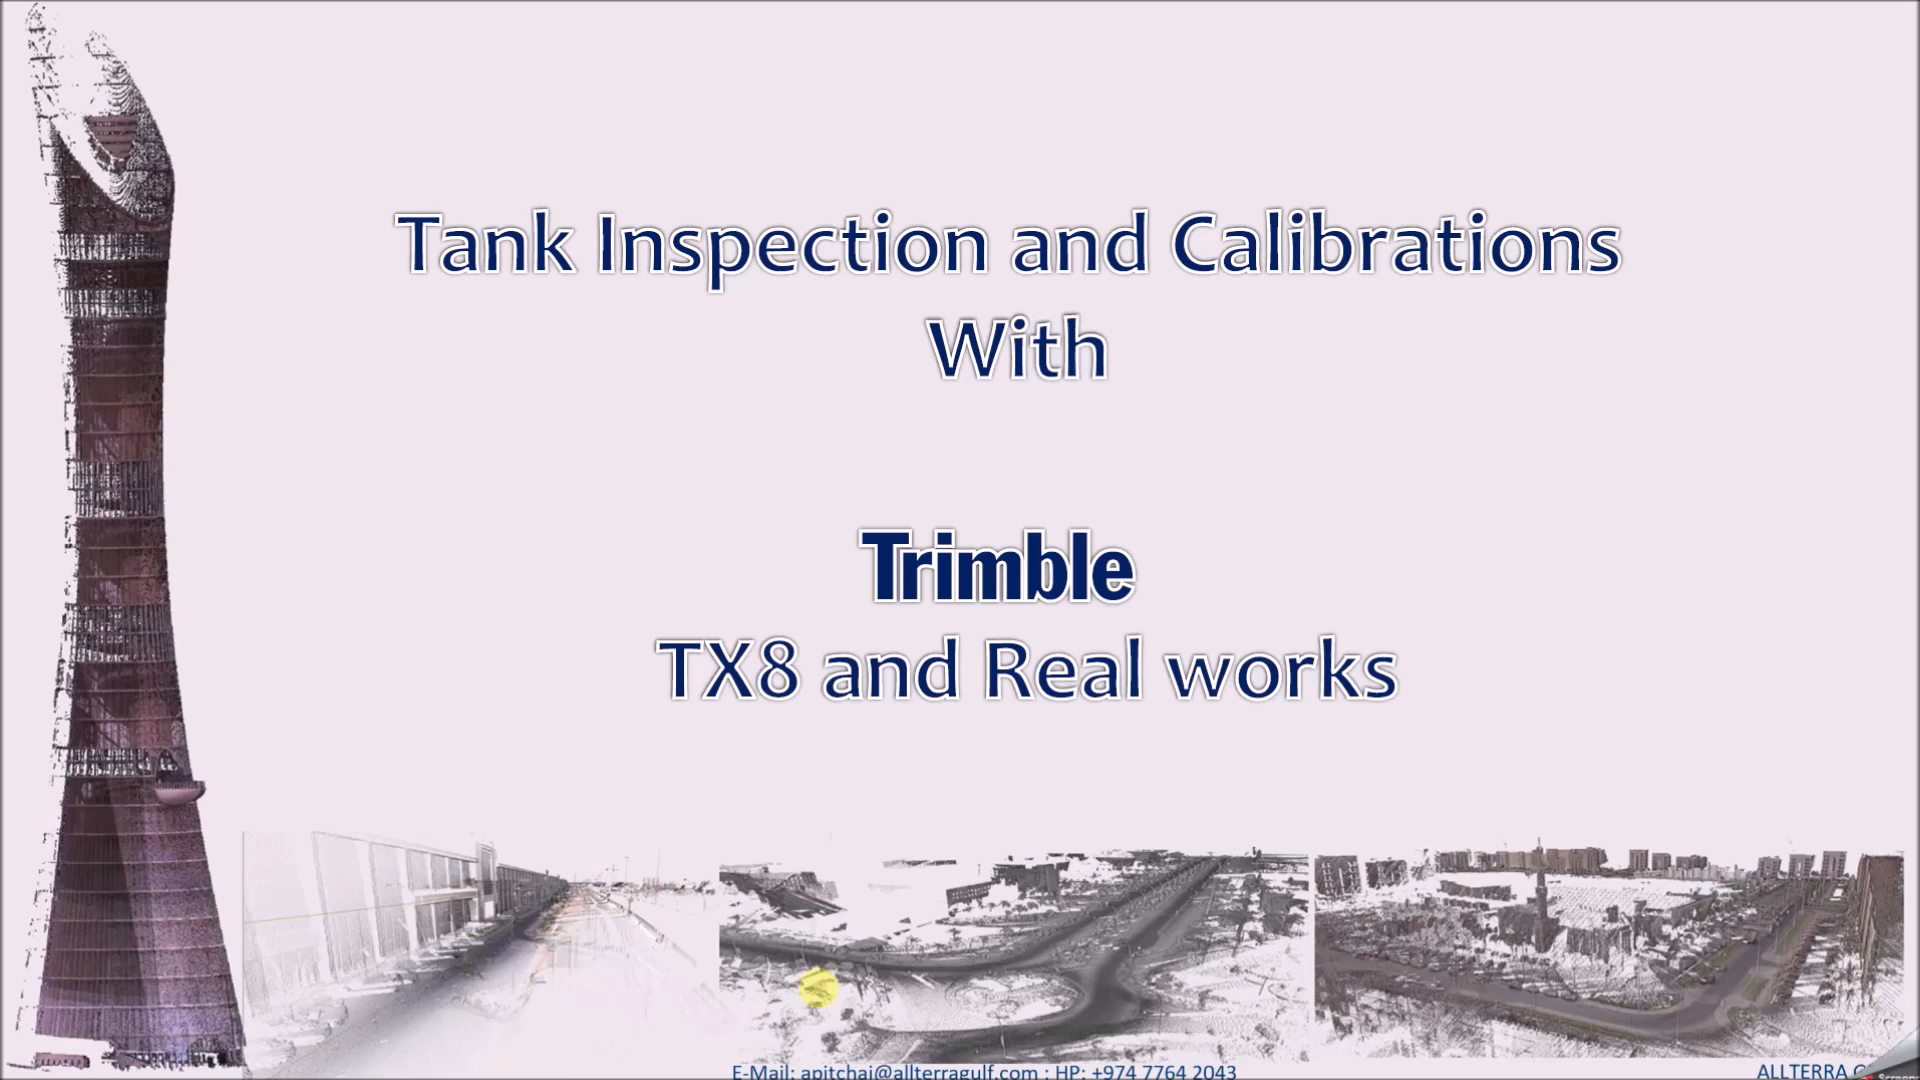 Tank Inspection and Calibrations
With
Trimble
TX8 and Real works
E-Mail: apitchai@allterragulf.com ; HP: +974 7764 2043
ALLTERRA